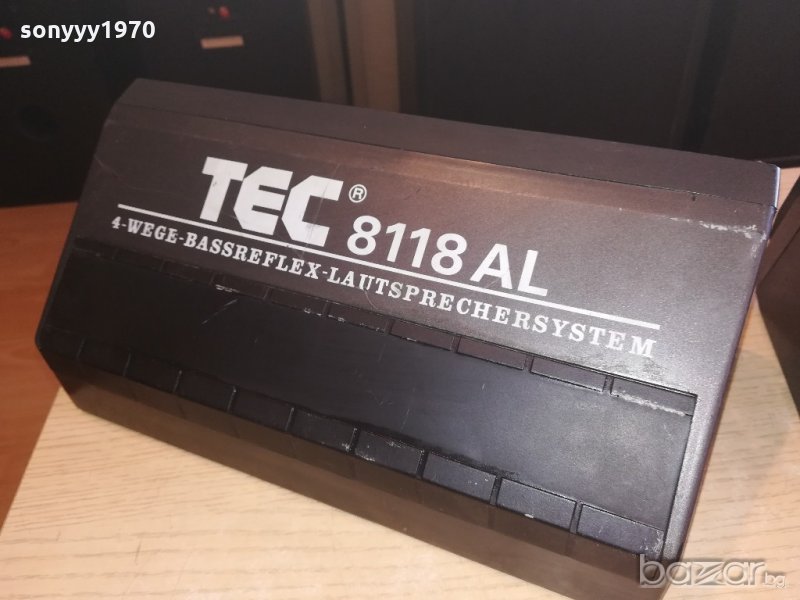 sonyyy1970
TEC® 8118 AL
4-WEGE-BASSREFLEX-LAUTSPRECHERSYSTEM
bazar.bg